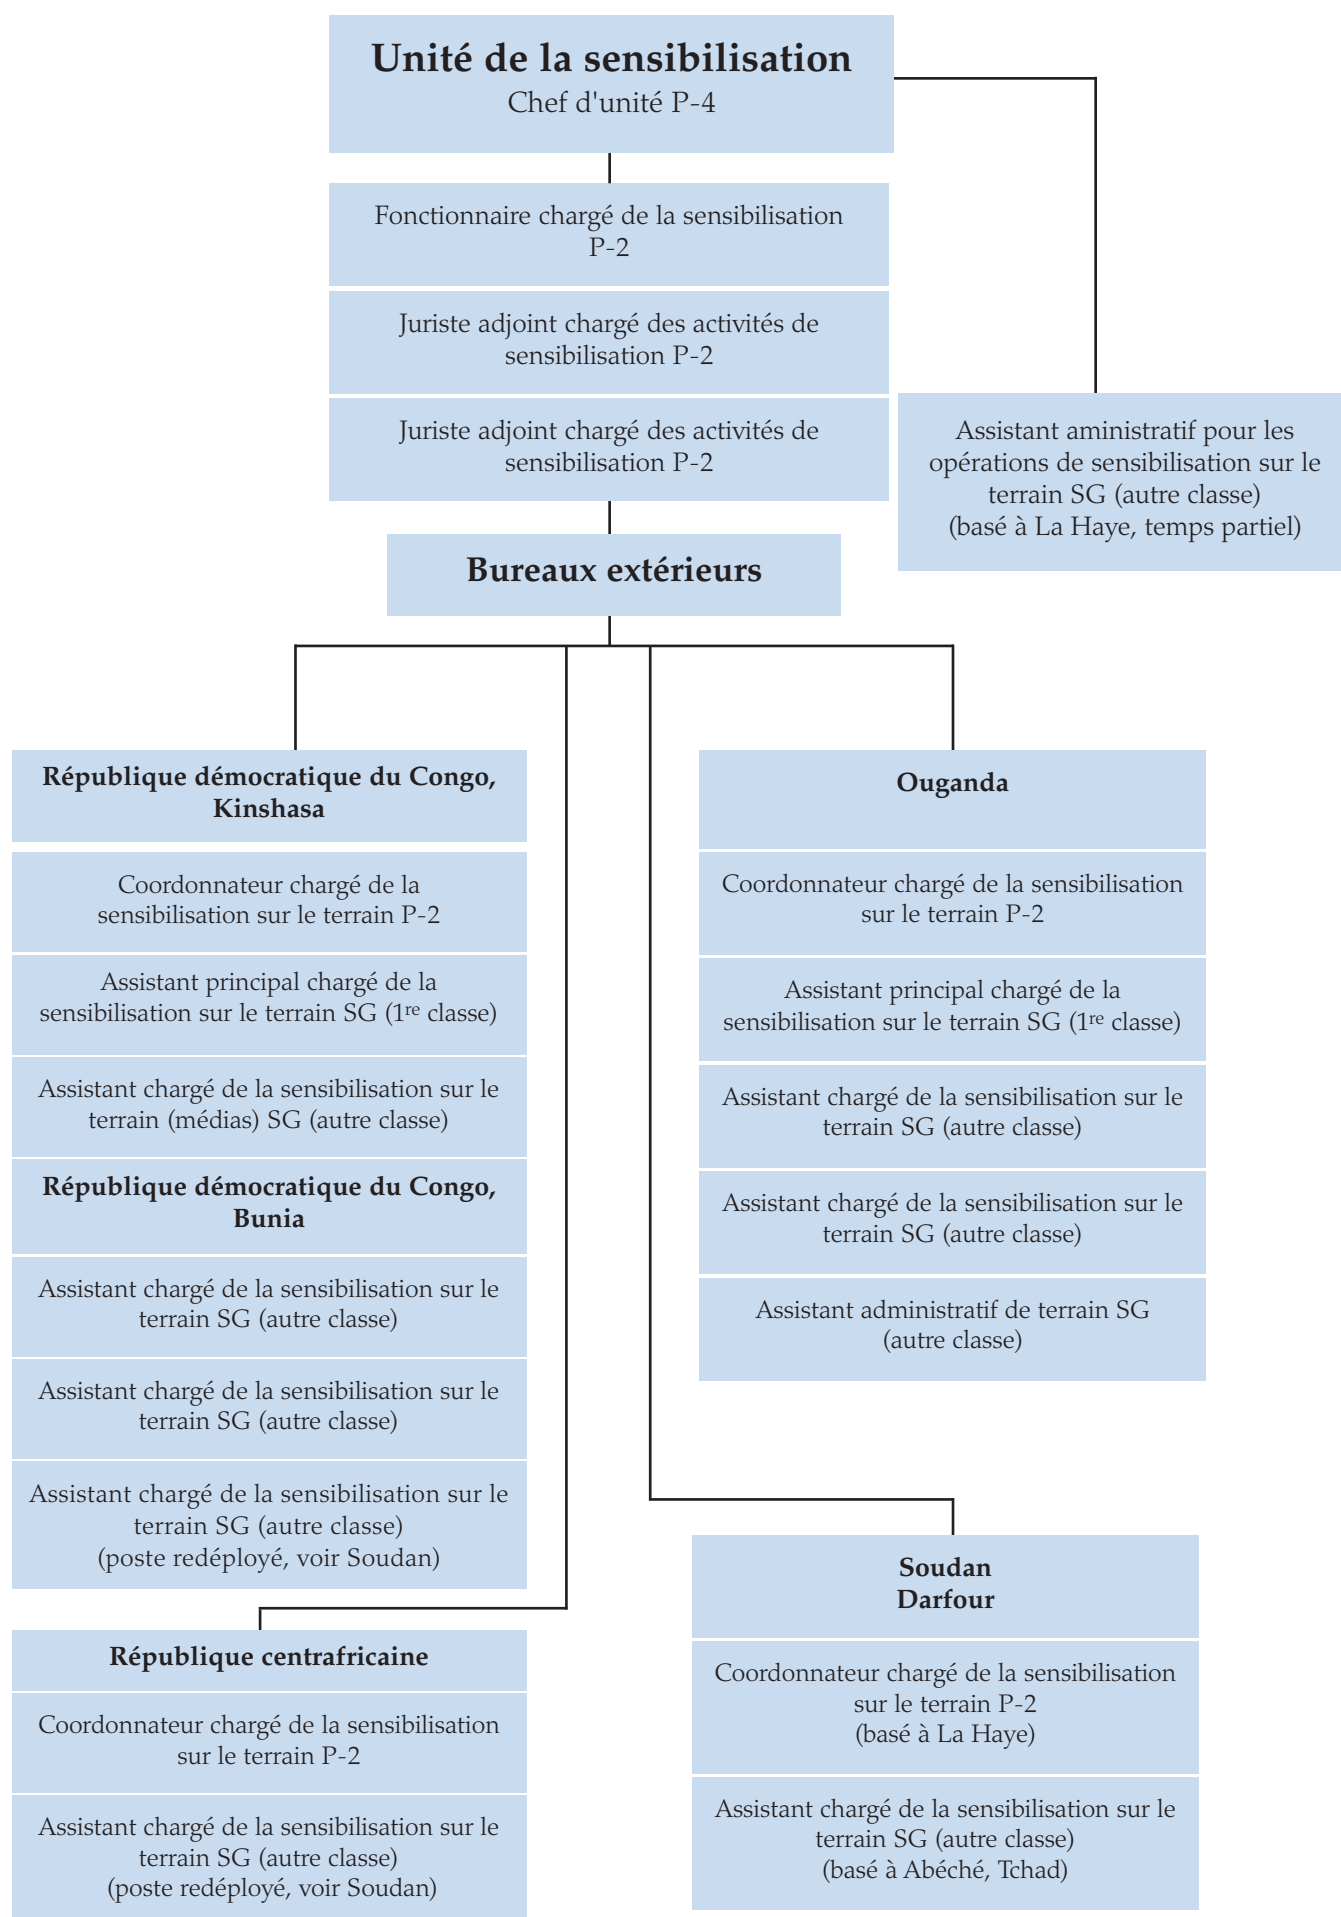 Unité de la sensibilisation
Chef d'unité P-4
Fonctionnaire chargé de la sensibilisation
P-2
Juriste adjoint chargé des activités de
sensibilisation P-2
Juriste adjoint chargé des activités de
sensibilisation P-2
Assistant aministratif pour les
opérations de sensibilisation sur le
terrain SG (autre classe)
(basé à La Haye, temps partiel)
Bureaux extérieurs
République démocratique du Congo,
Kinshasa
Coordonnateur chargé de la
sensibilisation sur le terrain P-2
Assistant principal chargé de la
sensibilisation sur le terrain SG (1re classe)
Assistant chargé de la sensibilisation sur le
terrain (médias) SG (autre classe)
République démocratique du Congo,
Bunia
Assistant chargé de la sensibilisation sur le
terrain SG (autre classe)
Assistant chargé de la sensibilisation sur le
terrain SG (autre classe)
Assistant chargé de la sensibilisation sur le
terrain SG (autre classe)
(poste redéployé, voir Soudan)
République centrafricaine
Coordonnateur chargé de la sensibilisation
sur le terrain P-2
Assistant chargé de la sensibilisation sur le
terrain SG (autre classe)
(poste redéployé, voir Soudan)
Ouganda
Coordonnateur chargé de la sensibilisation
sur le terrain P-2
Assistant principal chargé de la
sensibilisation sur le terrain SG (1re classe)
Assistant chargé de la sensibilisation sur le
terrain SG (autre classe)
Assistant chargé de la sensibilisation sur le
terrain SG (autre classe)
Assistant administratif de terrain SG
(autre classe)
Soudan
Darfour
Coordonnateur chargé de la sensibilisation
sur le terrain P-2
(basé à La Haye)
Assistant chargé de la sensibilisation sur le
terrain SG (autre classe)
(basé à Abéché, Tchad)